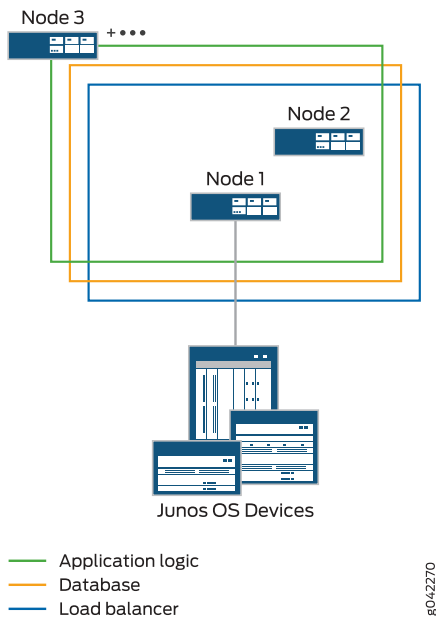 Node 3
+•••
Node 2
Node 1
Junos OS Devices
Application logic
Database
Load balancer
g042270